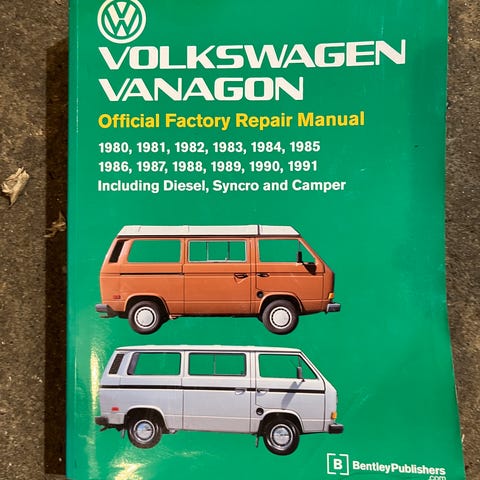 VOLKSWAGEN
VANAGON
Official Factory Repair Manual
1980, 1981, 1982, 1983, 1984, 1985
1986, 1987, 1988, 1989, 1990, 1991
Including Diesel, Syncro and Camper
B BentleyPublishers
.com